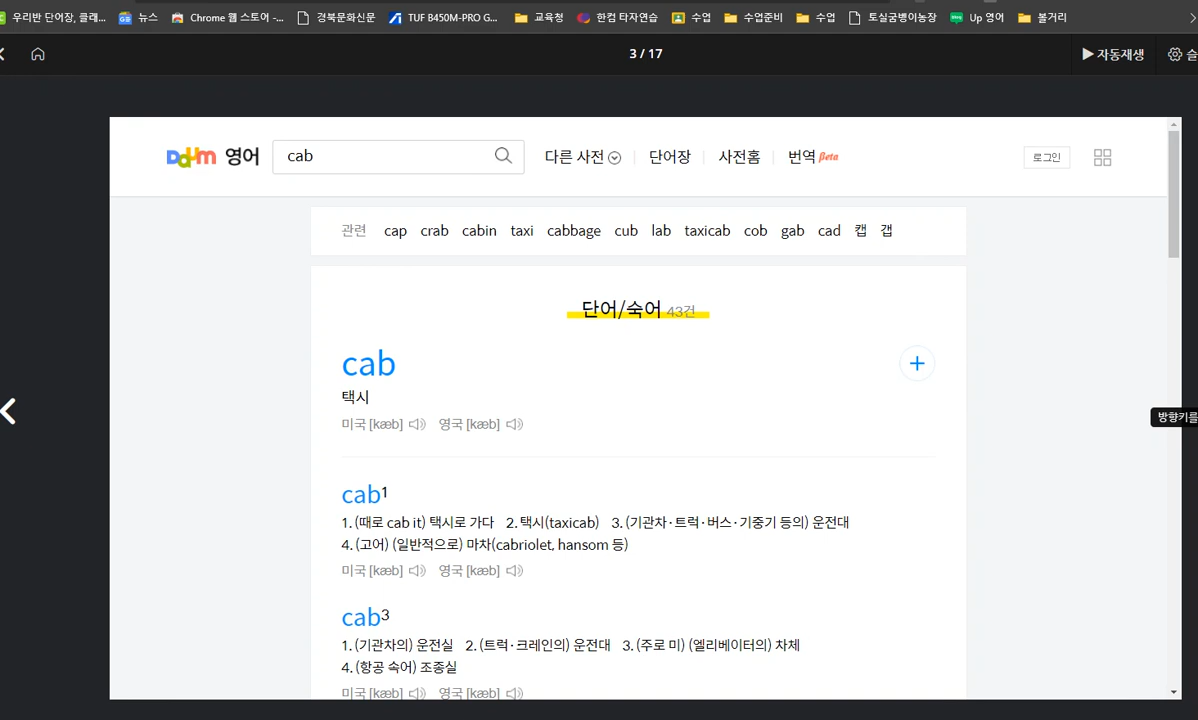 우리반 단어장, 클래... 뉴스 Chrome 웹 스토어 -... 경북문화신문 TUF B450M-PRO G... 교육청 한컴 타자연습 수업 수업준비 수업 토실굼벵이농장 Up 영어 볼거리
3 / 17 ▶자동재생 슬
Daum 영어 cab 다른 사전 단어장 사전홈 번역 Beta 로그인
관련 cap crab cabin taxi cabbage cub lab taxicab cob gab cad 캡 갭
단어/숙어 43건
cab
택시
미국 [kæb] 영국 [kæb]
방향키를
cab1
1. (때로 cab it) 택시로 가다 2. 택시(taxicab) 3. (기관차·트럭·버스·기중기 등의) 운전대
4. (고어) (일반적으로) 마차(cabriolet, hansom 등)
미국 [kæb] 영국 [kæb]
cab3
1. (기관차의) 운전실 2. (트럭·크레인의) 운전대 3. (주로 미) (엘리베이터의) 차체
4. (항공 속어) 조종실
미국 [kæb] 영국 [kæb]